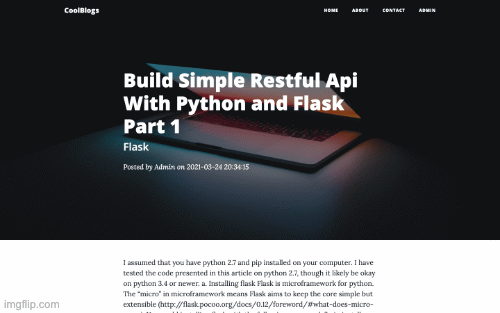 CoolBlogs
HOME ABOUT CONTACT ADMIN
Build Simple Restful Api
With Python and Flask
Part 1
Flask
Posted by Admin on 2021-03-24 20:34:15
I assumed that you have python 2.7 and pip installed on your computer. I have
tested the code presented in this article on python 2.7, though it likely be okay
on python 3.4 or newer. a. Installing flask Flask is microframework for python.
The “micro” in microframework means Flask aims to keep the core simple but
extensible (http://flask.pocoo.org/docs/0.12/foreword/#what-does-micro-
imgflip.com